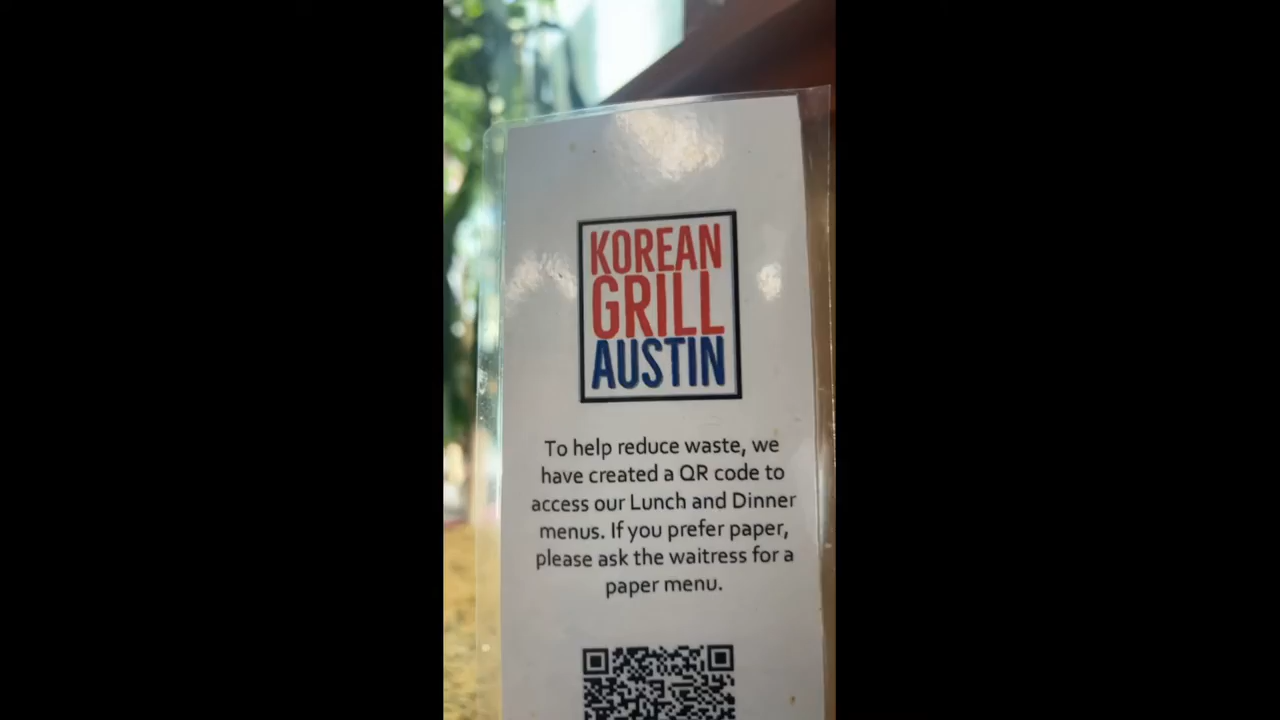 KOREAN
GRILL
AUSTIN
To help reduce waste, we
have created a QR code to
access our Lunch and Dinner
menus. If you prefer paper,
please ask the waitress for a
paper menu.